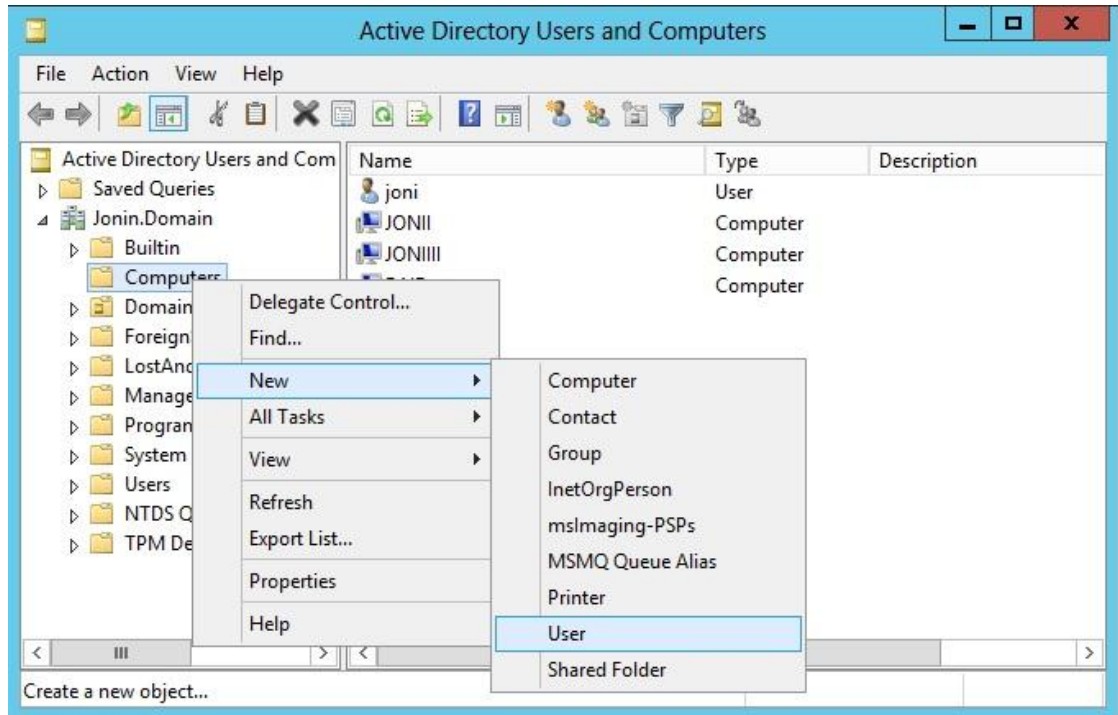 Active Directory Users and Computers
File Action View Help
Active Directory Users and Com
Saved Queries
Jonin.Domain
Builtin
Computers
Domain
Foreign
LostAnd
Manage
Program
System
Users
NTDS Q
TPM De
Name Type Description
joni User
JONII Computer
JONIIII Computer
Computer
Delegate Control...
Find...
New
All Tasks
View
Refresh
Export List...
Properties
Help
Computer
Contact
Group
InetOrgPerson
msImaging-PSPs
MSMQ Queue Alias
Printer
User
Shared Folder
Create a new object...